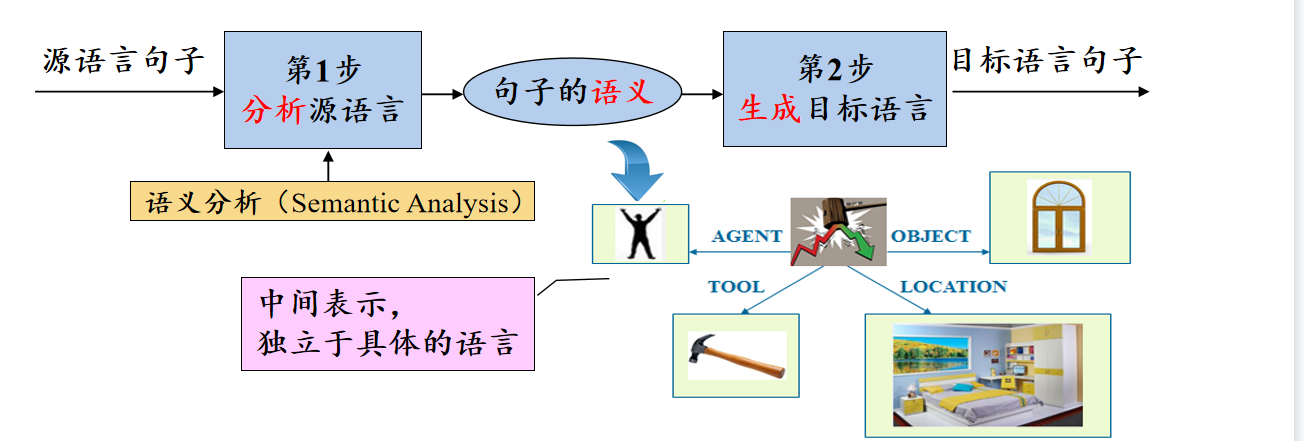 源语言句子
第1步
分析源语言
句子的语义
第2步
生成目标语言
目标语言句子
语义分析（Semantic Analysis）
AGENT
OBJECT
TOOL
LOCATION
中间表示，
独立于具体的语言